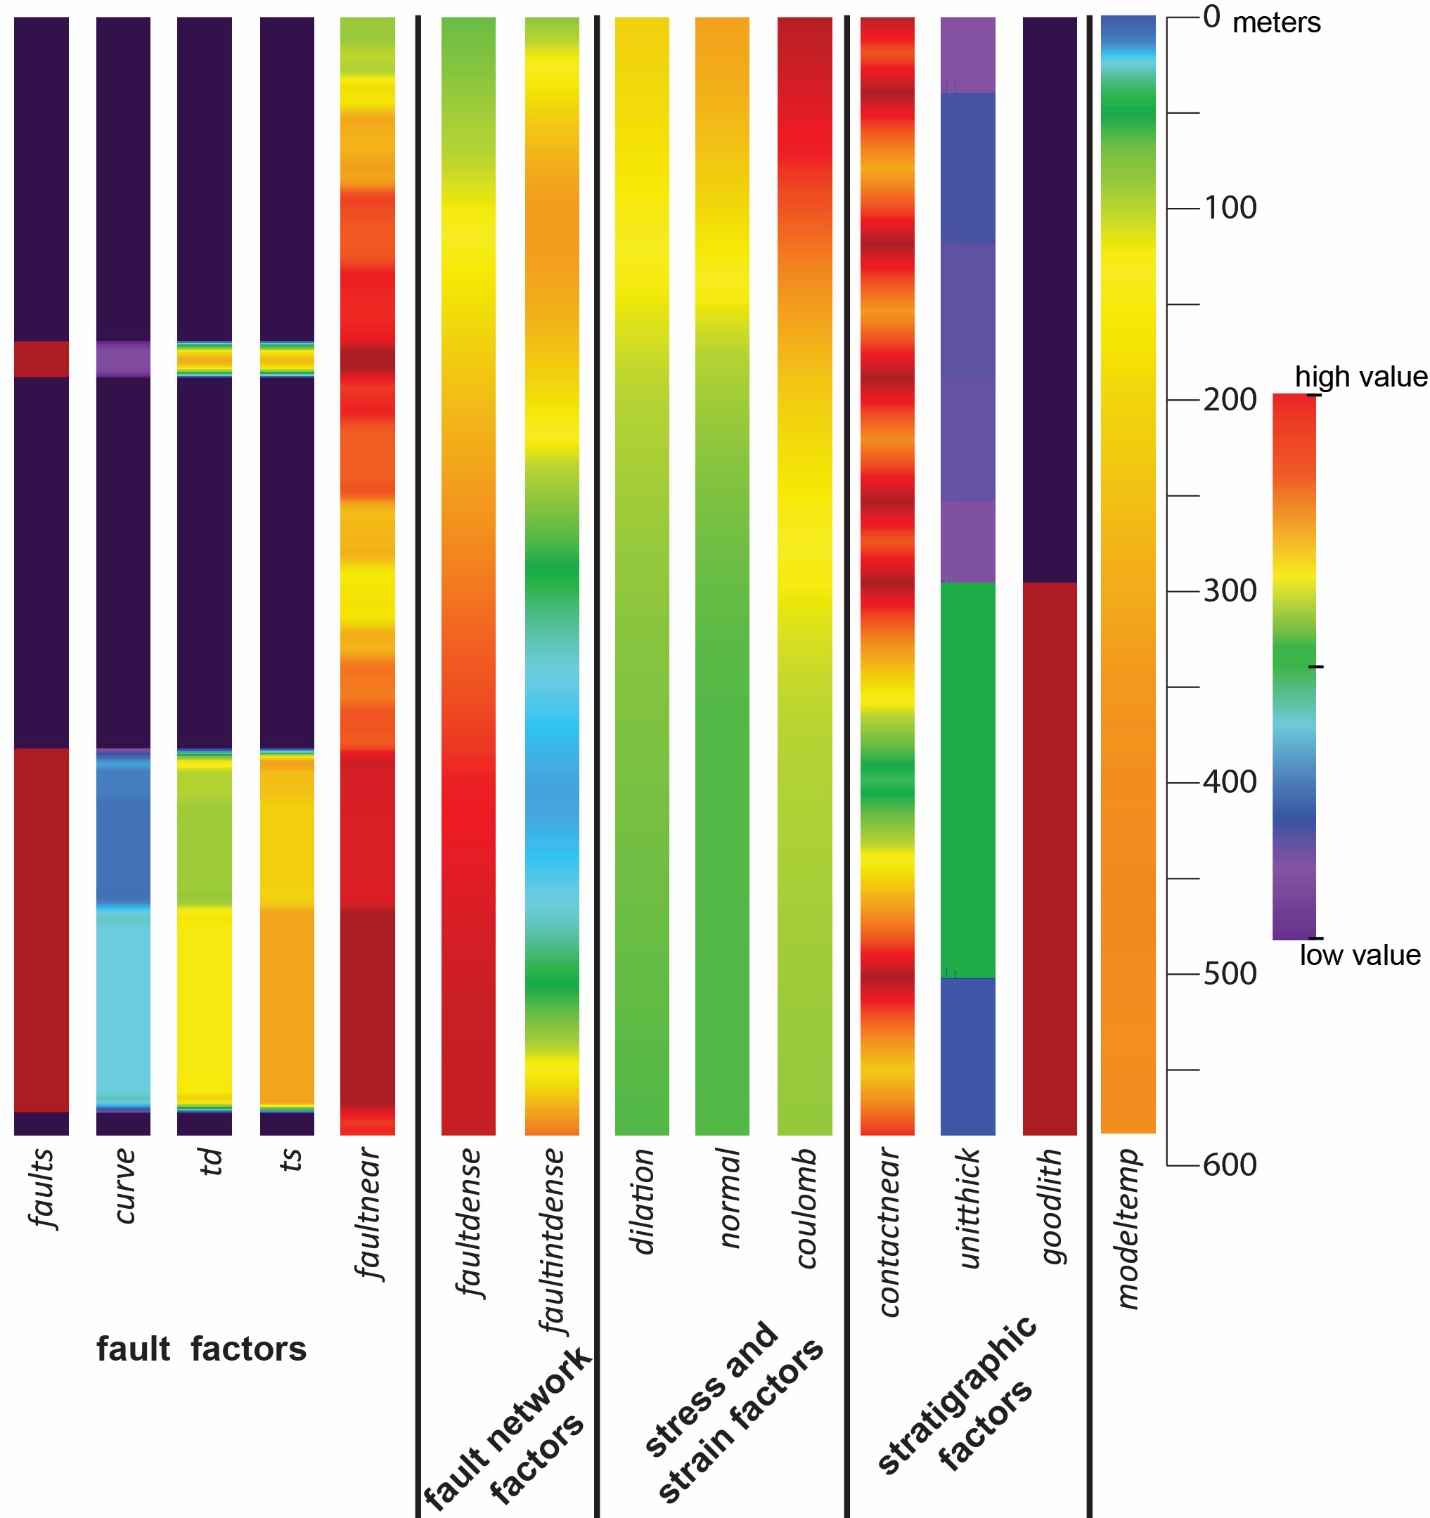 0 meters
100
200
300
400
500
600
high value
low value
faults
curve
td
ts
faultnear
faultdense
faultintdense
dilation
normal
coulomb
contactnear
unitthick
goodlith
modeltemp
fault factors
fault network
factors
stress and
strain factors
stratigraphic
factors